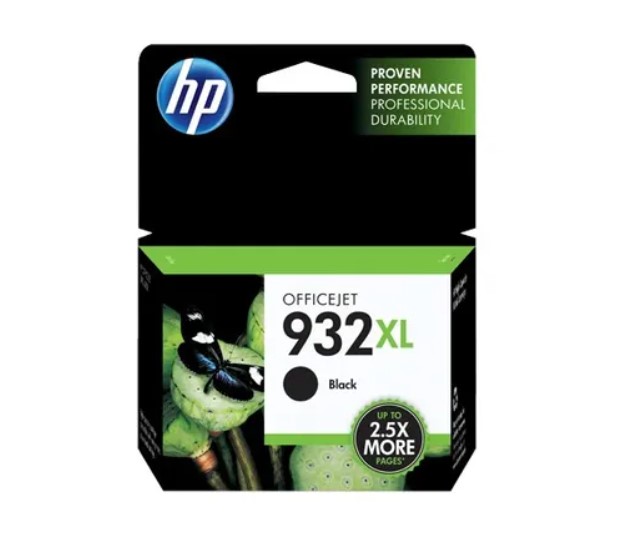 hp
PROVEN
PERFORMANCE
PROFESSIONAL
DURABILITY
OFFICEJET
932XL
Black
UP TO
2.5X
MORE
PAGES*